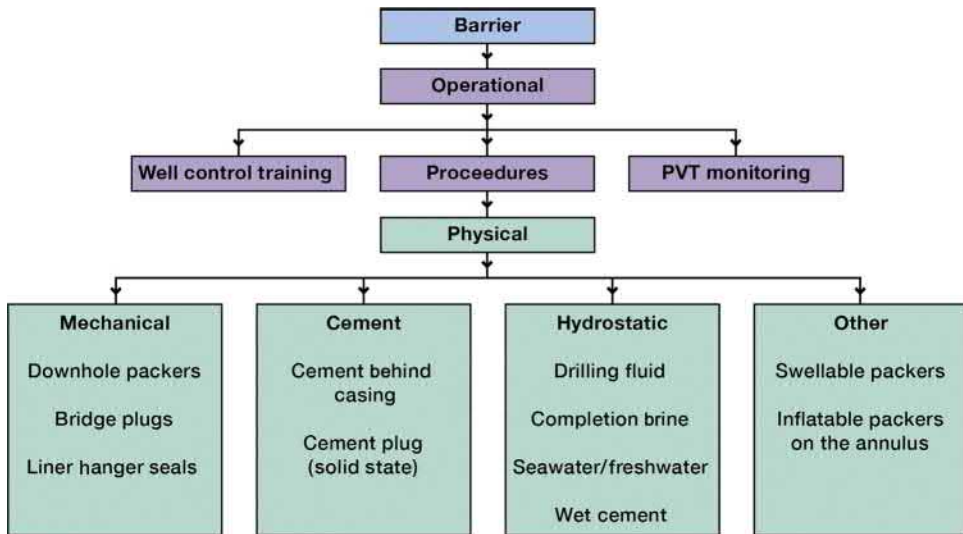 Barrier
Operational
Well control training
Proceedures
PVT monitoring
Physical
Mechanical
Downhole packers
Bridge plugs
Liner hanger seals
Cement
Cement behind
casing
Cement plug
(solid state)
Hydrostatic
Drilling fluid
Completion brine
Seawater/freshwater
Wet cement
Other
Swellable packers
Inflatable packers
on the annulus